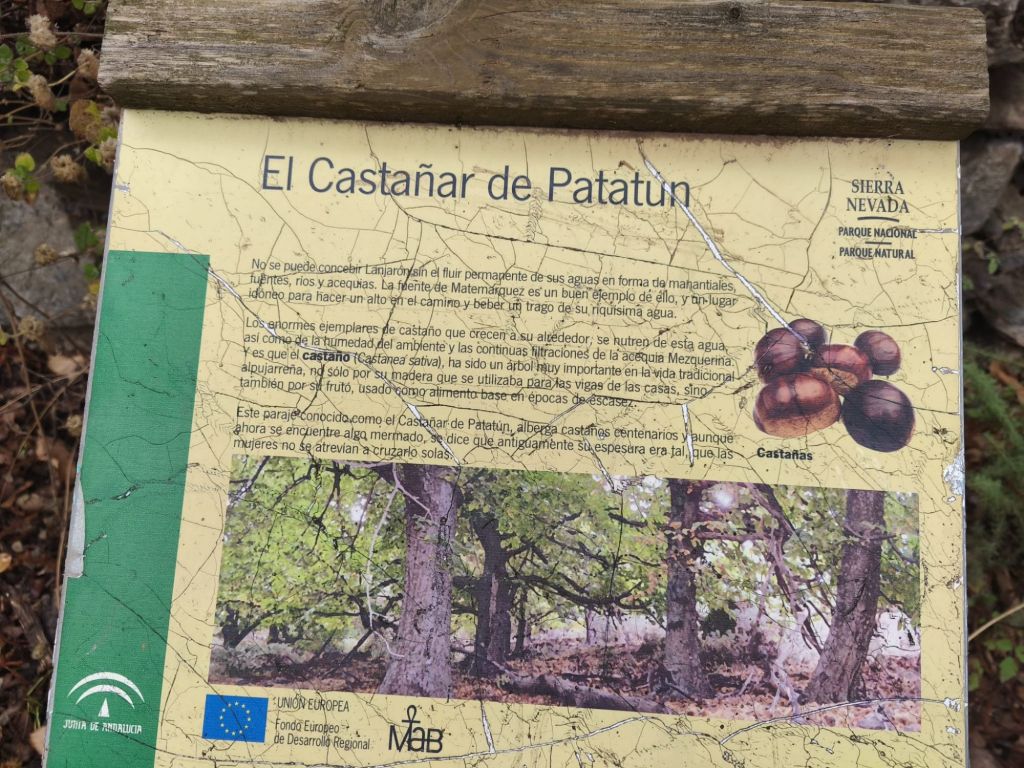 El Castañar de Patatun
SIERRA
NEVADA
PARQUE NACIONAL
PARQUE NATURAL
No se puede concebir Lanjarón sin el fluir permanente de sus aguas en forma de manantiales,
fuentes, ríos y acequias. La fuente de Matemárquez es un buen ejemplo de ello, y un lugar
idóneo para hacer un alto en el camino y beber un trago de su riquísima agua.
Los enormes ejemplares de castaño que crecen a su alrededor, se nutren de esta agua,
así como de la humedad del ambiente y las continuas filtraciones de la acequia Mezquerina.
Y es que el castaño (Castanea sativa), ha sido un árbol muy importante en la vida tradicional
alpujarreña, no sólo por su madera que se utilizaba para las vigas de las casas, sino
también por su fruto, usado como alimento base en épocas de escasez.
Este paraje conocido como el Castañar de Patatún, alberga castaños centenarios y aunque
ahora se encuentre algo mermado, se dice que antiguamente su espesura era tal que las
mujeres no se atrevían a cruzarlo solas.
Castañas
JUNTA DE ANDALUCIA
UNIÓN EUROPEA
Fondo Europeo
de Desarrollo Regional
MaB